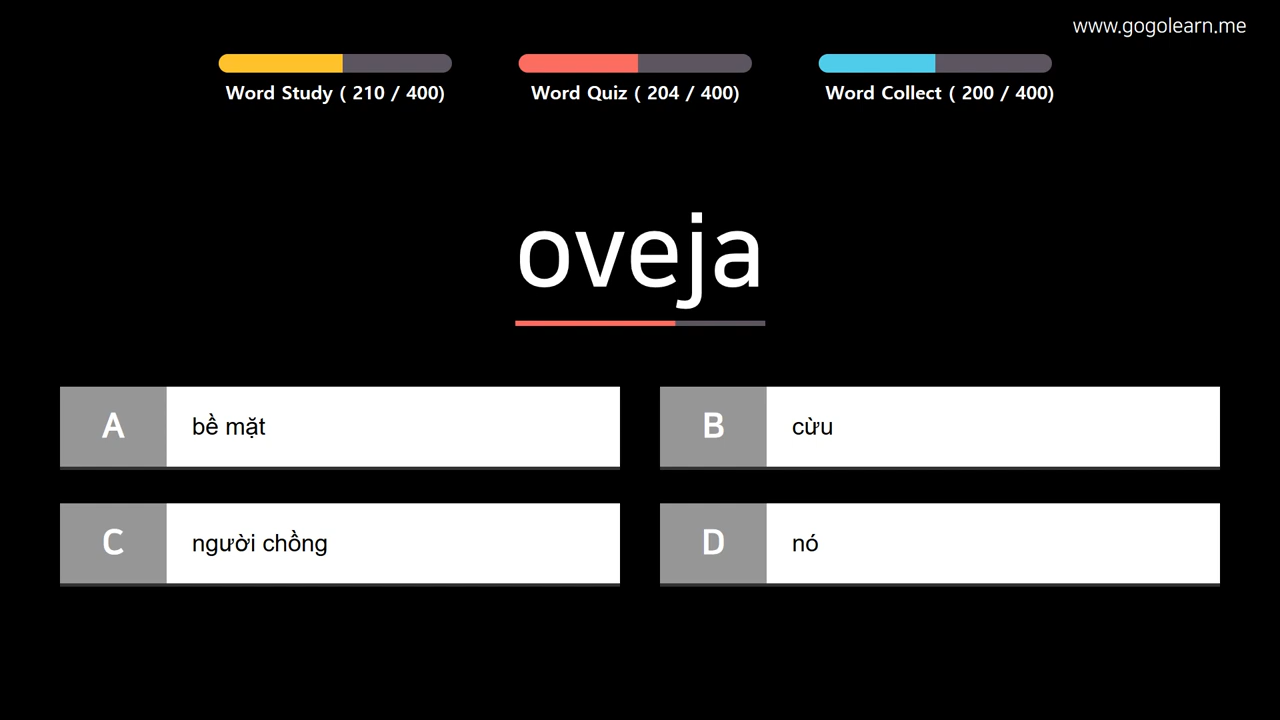 www.gogolearn.me
Word Study ( 210 / 400)
Word Quiz ( 204 / 400)
Word Collect ( 200 / 400)
oveja
A bề mặt
B cừu
C người chồng
D nó